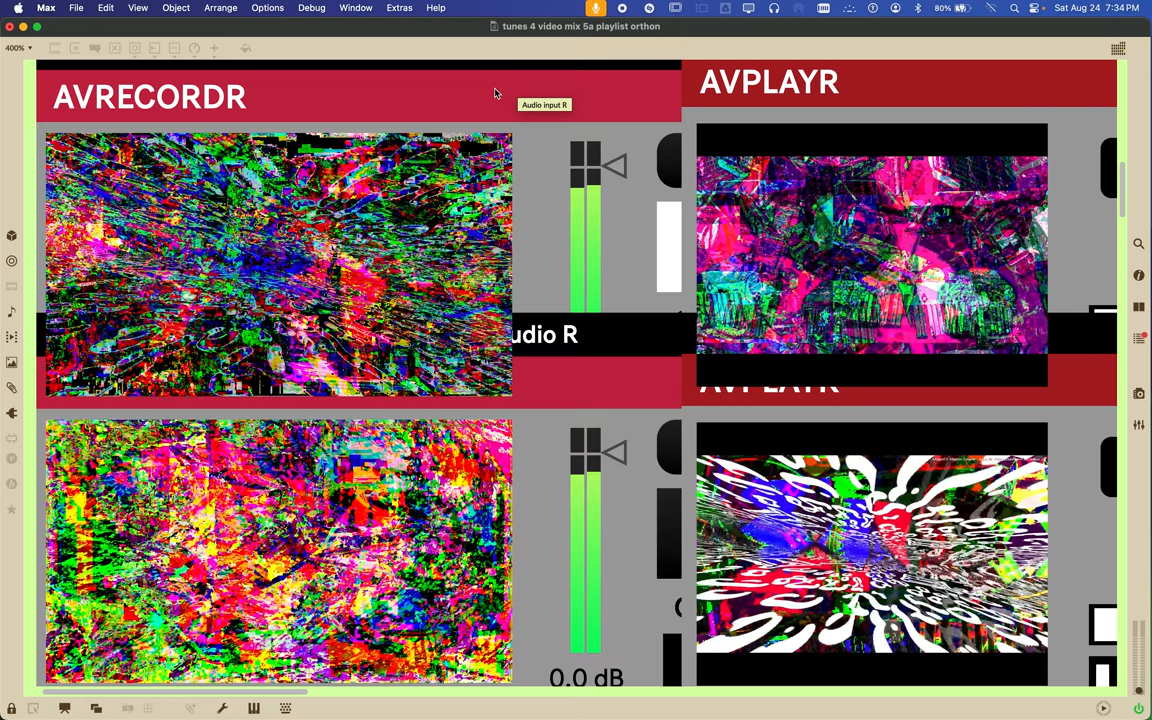 Max File Edit View Object Arrange Options Debug Window Extras Help
80% Sat Aug 24 7:34 PM
tunes 4 video mix 5a playlist orthon
400%
AVRECORDR
AVPLAYR
Audio input R
udio R
AVPLAYR
0.0 dB